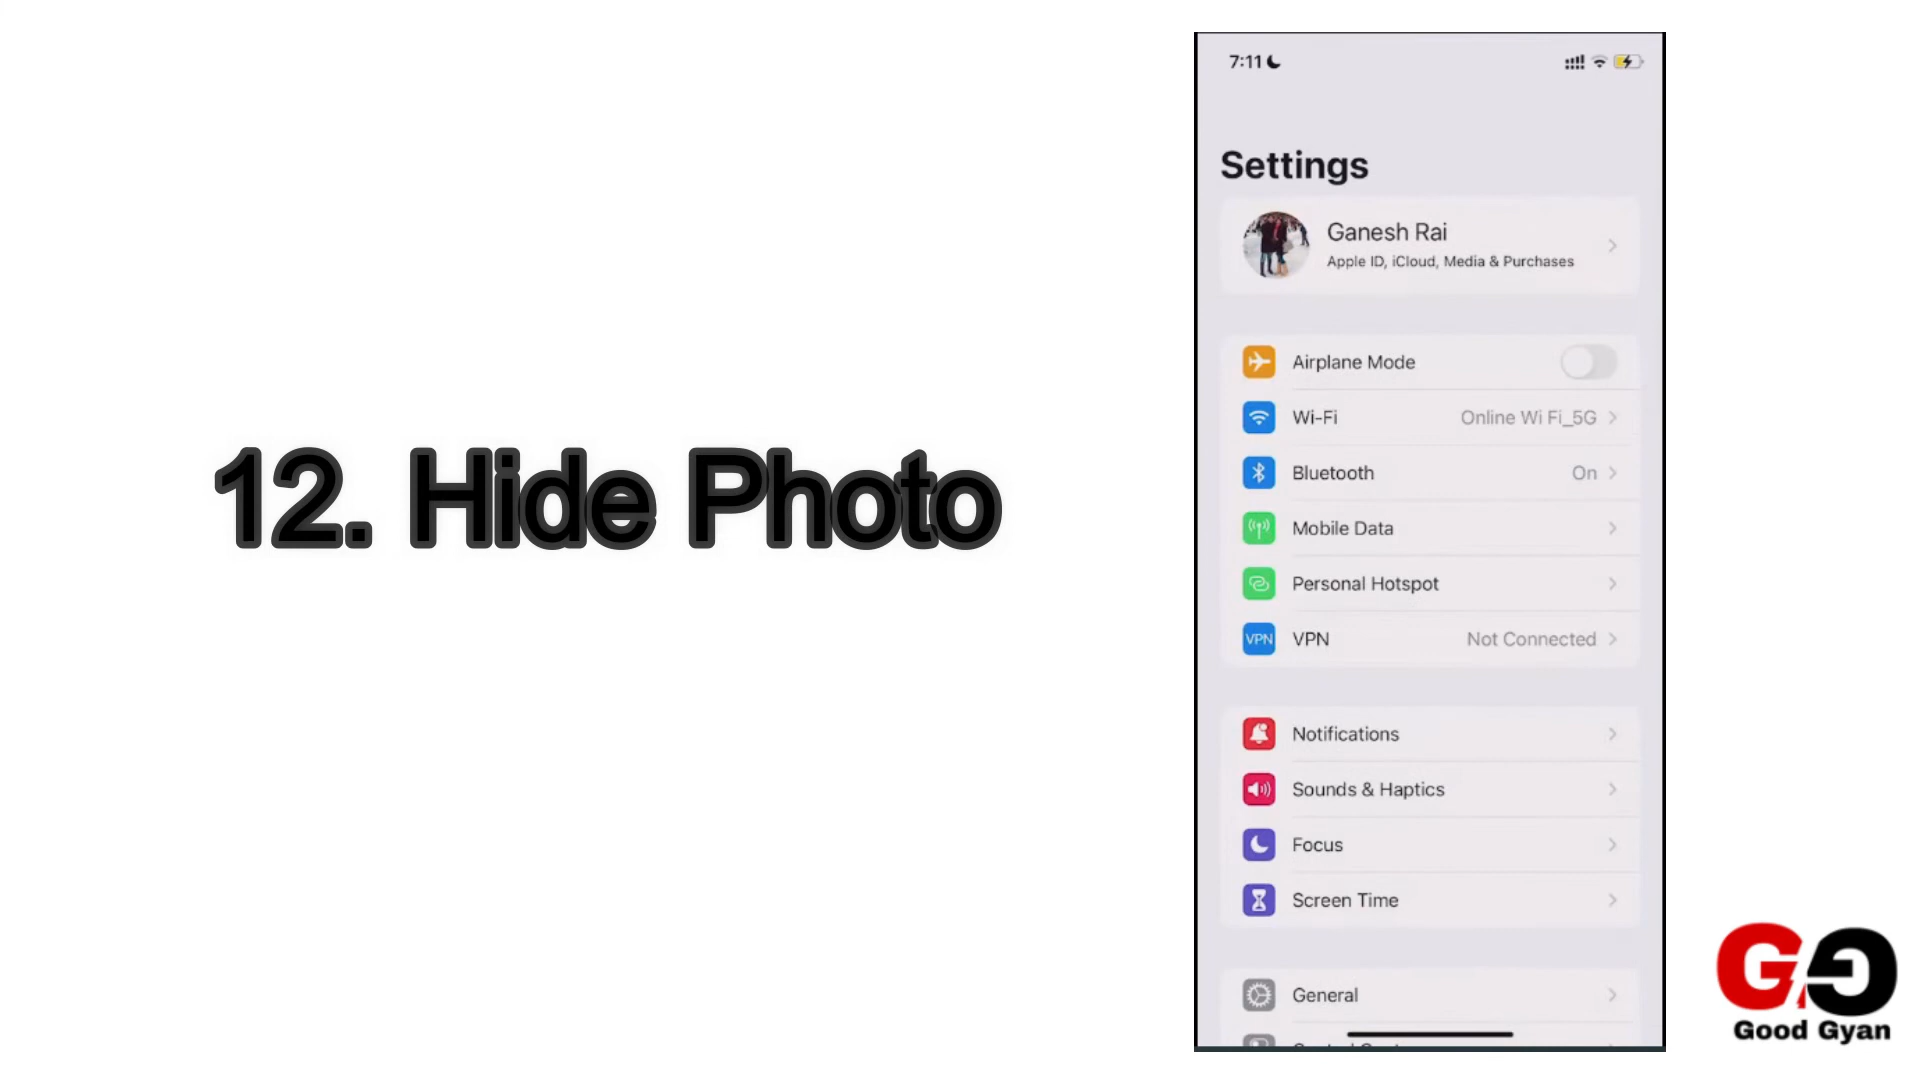 12. Hide Photo
7:11
Settings
Ganesh Rai
Apple ID, iCloud, Media & Purchases
Airplane Mode
Wi-Fi Online Wi Fi_5G
Bluetooth On
Mobile Data
Personal Hotspot
VPN VPN Not Connected
Notifications
Sounds & Haptics
Focus
Screen Time
General
GG
Good Gyan